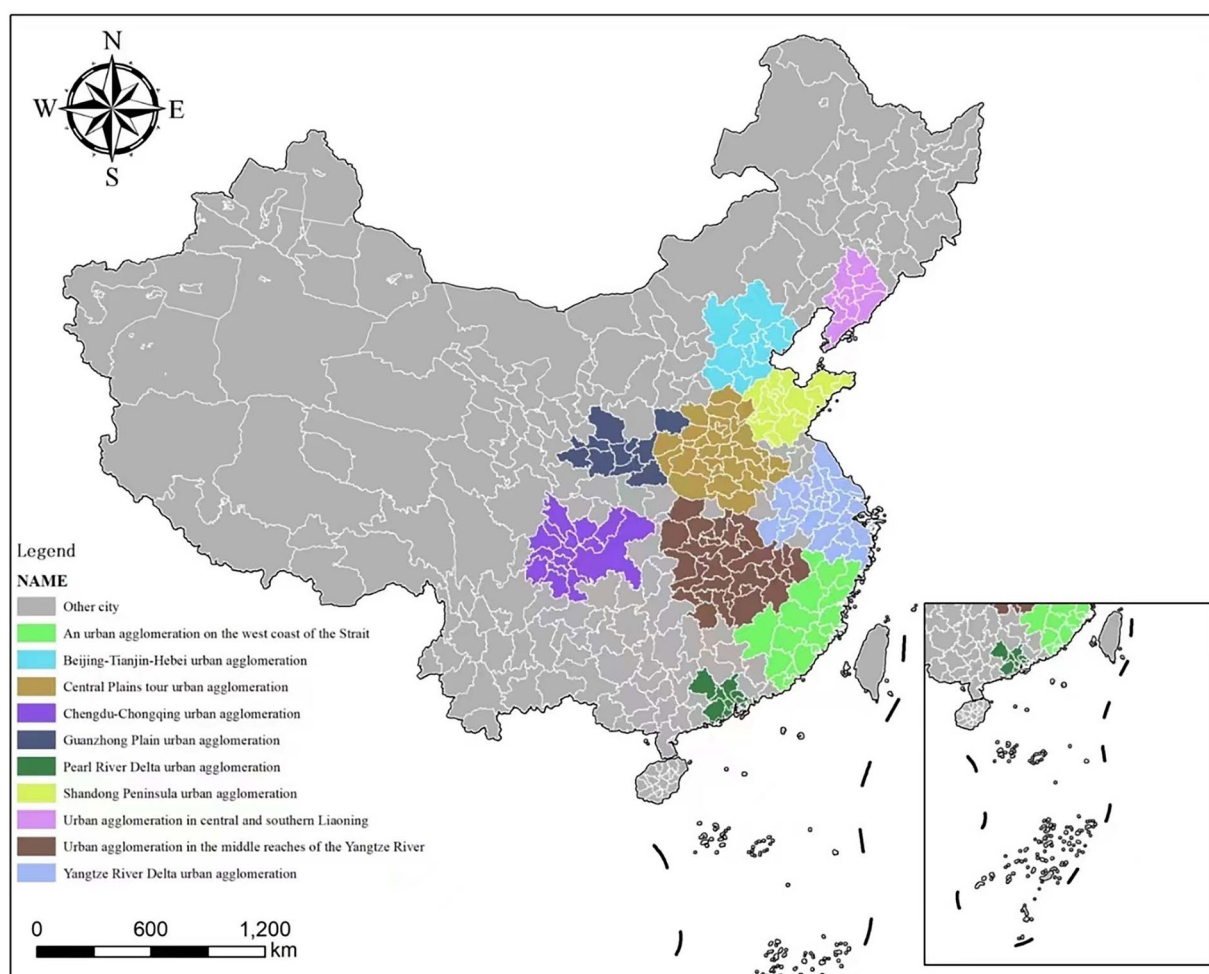 N
W
E
S
Legend
NAME
Other city
An urban agglomeration on the west coast of the Strait
Beijing-Tianjin-Hebei urban agglomeration
Central Plains tour urban agglomeration
Chengdu-Chongqing urban agglomeration
Guanzhong Plain urban agglomeration
Pearl River Delta urban agglomeration
Shandong Peninsula urban agglomeration
Urban agglomeration in central and southern Liaoning
Urban agglomeration in the middle reaches of the Yangtze River
Yangtze River Delta urban agglomeration
0 600 1,200
km